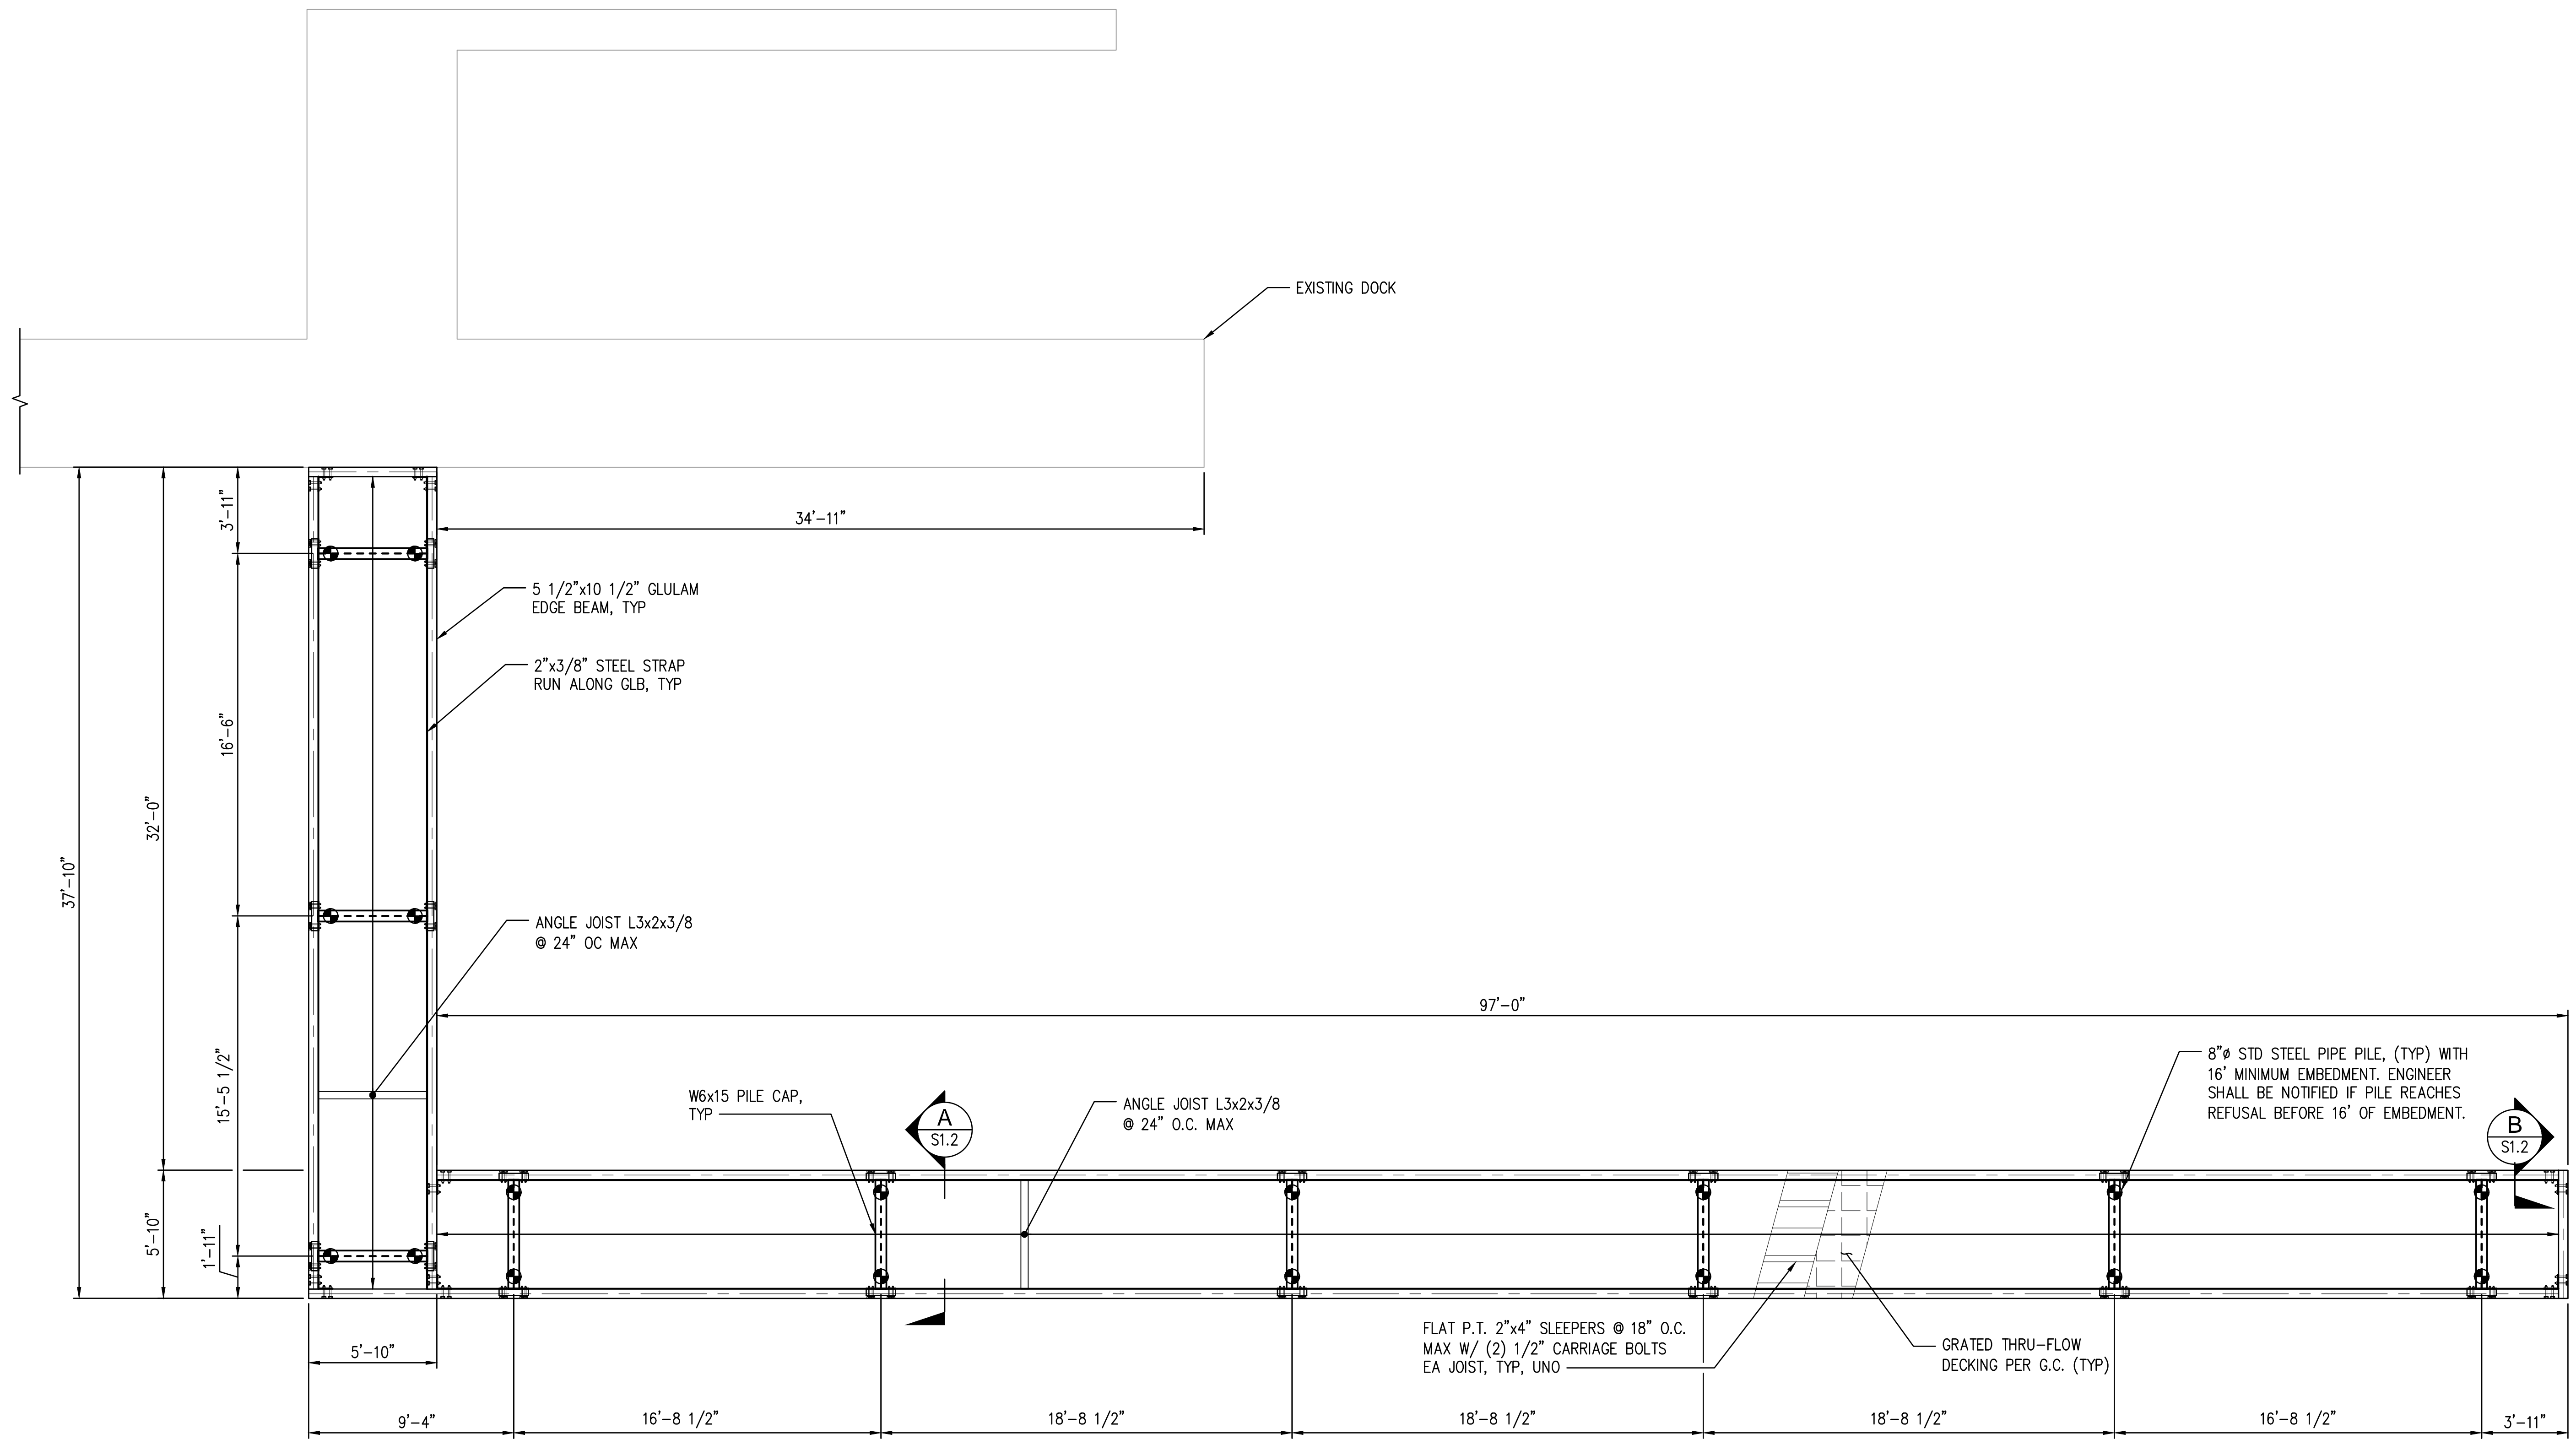 EXISTING DOCK
34'-11"
3'-11"
5 1/2"x10 1/2" GLULAM
EDGE BEAM, TYP
2"x3/8" STEEL STRAP
RUN ALONG GLB, TYP
16'-6"
32'-0"
37'-10"
ANGLE JOIST L3x2x3/8
@ 24" OC MAX
97'-0"
15'-5 1/2"
W6x15 PILE CAP,
TYP
A
S1.2
ANGLE JOIST L3x2x3/8
@ 24" O.C. MAX
8"ø STD STEEL PIPE PILE, (TYP) WITH
16' MINIMUM EMBEDMENT. ENGINEER
SHALL BE NOTIFIED IF PILE REACHES
REFUSAL BEFORE 16' OF EMBEDMENT.
B
S1.2
5'-10"
1'-11"
5'-10"
FLAT P.T. 2"x4" SLEEPERS @ 18" O.C.
MAX W/ (2) 1/2" CARRIAGE BOLTS
EA JOIST, TYP, UNO
GRATED THRU-FLOW
DECKING PER G.C. (TYP)
9'-4"
16'-8 1/2"
18'-8 1/2"
18'-8 1/2"
18'-8 1/2"
16'-8 1/2"
3'-11"